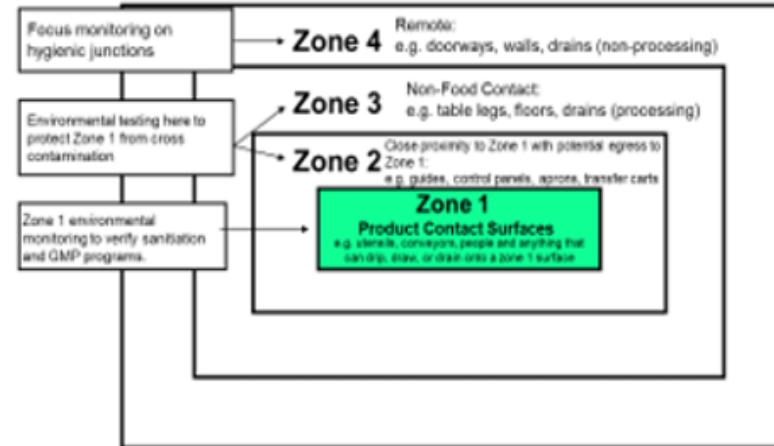 Focus monitoring on
hygienic junctions
Zone 4
Remote:
e.g. doorways, walls, drains (non-processing)
Environmental testing here to
protect Zone 1 from cross
contamination
Zone 3
Non-Food Contact:
e.g. table legs, floors, drains (processing)
Zone 2
Close proximity to Zone 1 with potential egress to
Zone 1:
e.g. guides, control panels, aprons, transfer carts
Zone 1 environmental
monitoring to verify sanitiation
and GMP programs.
Zone 1
Product Contact Surfaces
e.g. utensils, conveyors, people and anything that
can drip, draw, or drain onto a zone 1 surface